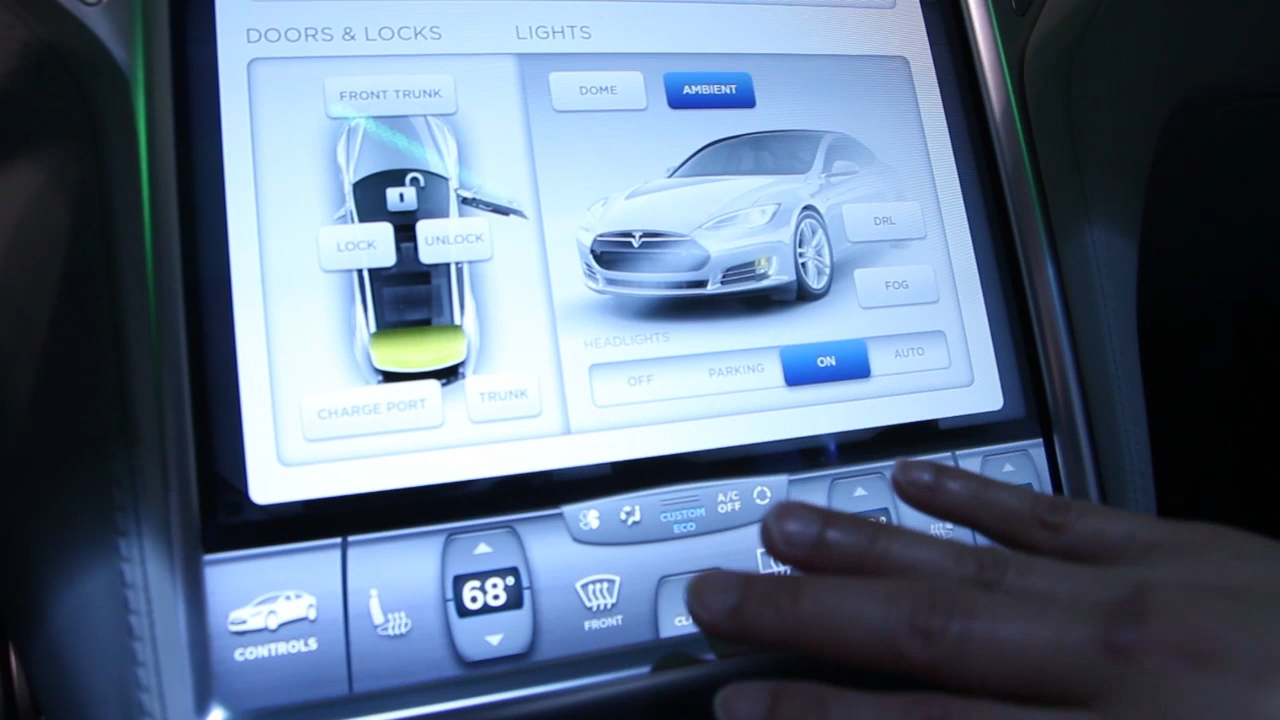 DOORS & LOCKS
LIGHTS
FRONT TRUNK
DOME
AMBIENT
LOCK
UNLOCK
DRL
FOG
HEADLIGHTS
OFF
PARKING
ON
AUTO
CHARGE PORT
TRUNK
CUSTOM
ECO
A/C
OFF
68°
FRONT
CONTROLS